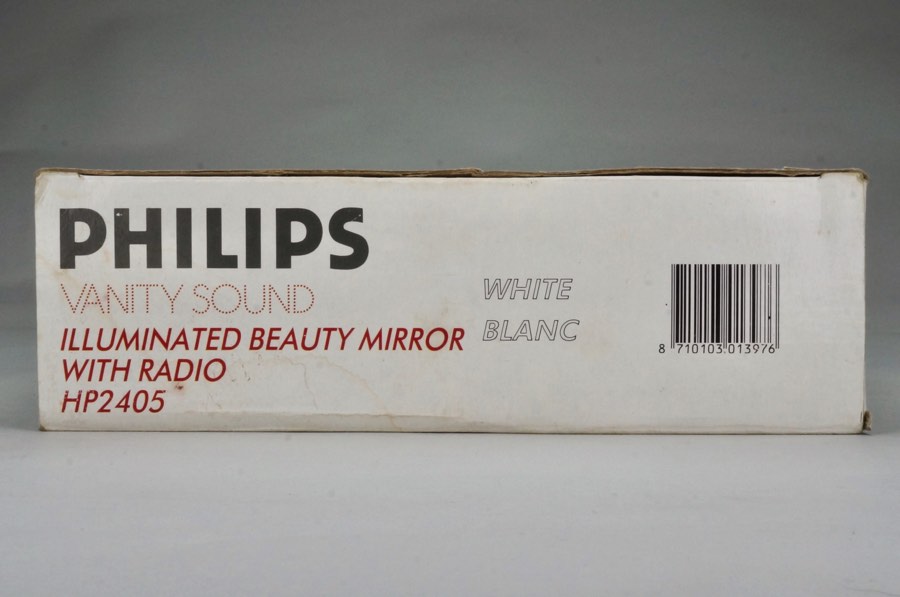 PHILIPS
VANITY SOUND
ILLUMINATED BEAUTY MIRROR
WITH RADIO
HP2405
WHITE
BLANC
8 710103 013976